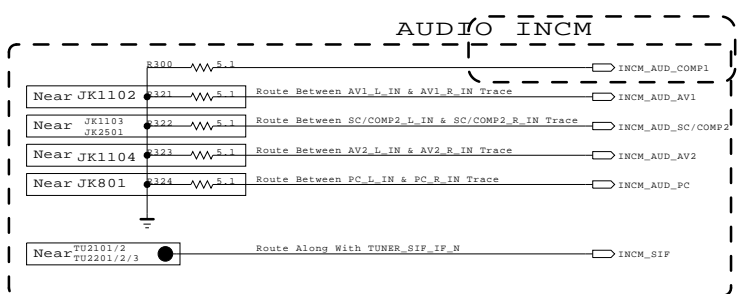 AUDIO INCM
R300 5.1 INCM_AUD_COMP1
Near JK1102 R321 5.1 Route Between AV1_L_IN & AV1_R_IN Trace INCM_AUD_AV1
Near JK1103 JK2501 R322 5.1 Route Between SC/COMP2_L_IN & SC/COMP2_R_IN Trace INCM_AUD_SC/COMP2
Near JK1104 R323 5.1 Route Between AV2_L_IN & AV2_R_IN Trace INCM_AUD_AV2
Near JK801 R324 5.1 Route Between PC_L_IN & PC_R_IN Trace INCM_AUD_PC
Near TU2101/2 TU2201/2/3 Route Along With TUNER_SIF_IF_N INCM_SIF